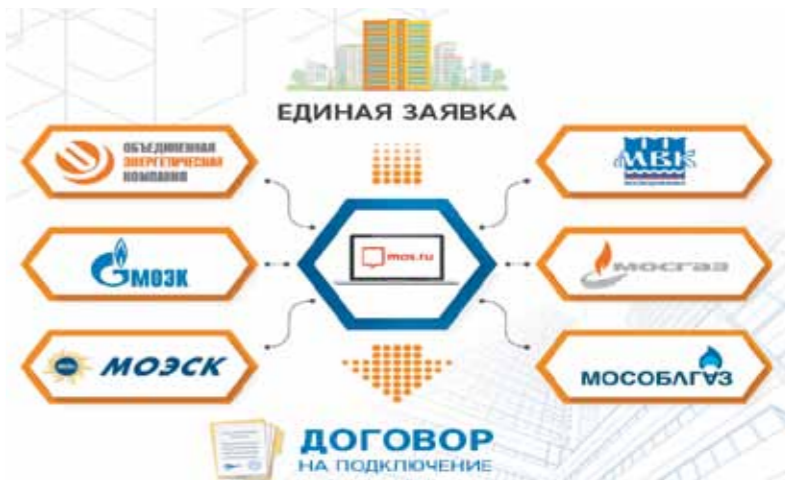 ЕДИНАЯ ЗАЯВКА
ОБЪЕДИНЕННАЯ
ЭНЕРГЕТИЧЕСКАЯ
КОМПАНИЯ
МВК
МОЭК
mos.ru
МОСГАЗ
МОЭСК
МОСОБЛГАЗ
ДОГОВОР
НА ПОДКЛЮЧЕНИЕ